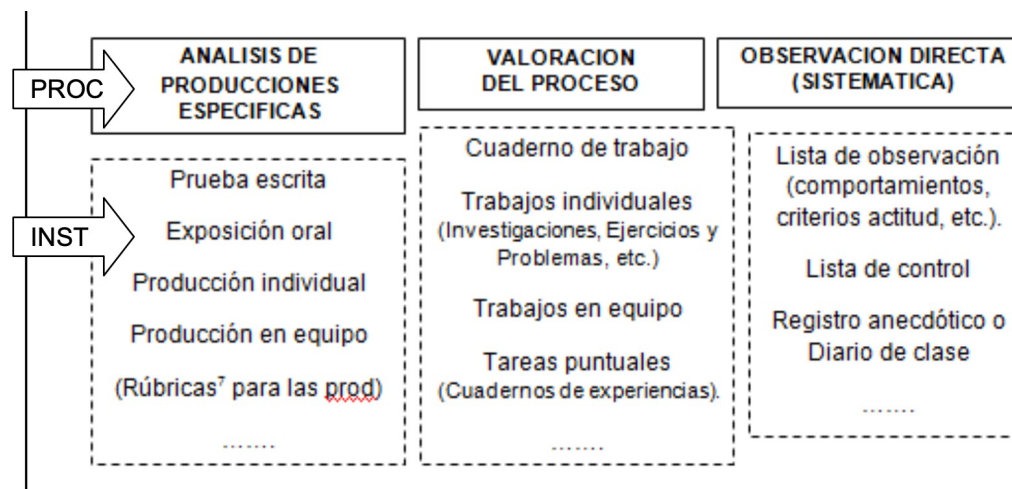 PROC
ANALISIS DE
PRODUCCIONES
ESPECIFICAS
VALORACION
DEL PROCESO
OBSERVACION DIRECTA
(SISTEMATICA)
INST
Prueba escrita
Exposición oral
Producción individual
Producción en equipo
(Rúbricas⁷ para las prod)
.......
Cuaderno de trabajo
Trabajos individuales
(Investigaciones, Ejercicios y
Problemas, etc.)
Trabajos en equipo
Tareas puntuales
(Cuadernos de experiencias).
.......
Lista de observación
(comportamientos,
criterios actitud, etc.).
Lista de control
Registro anecdótico o
Diario de clase
.......